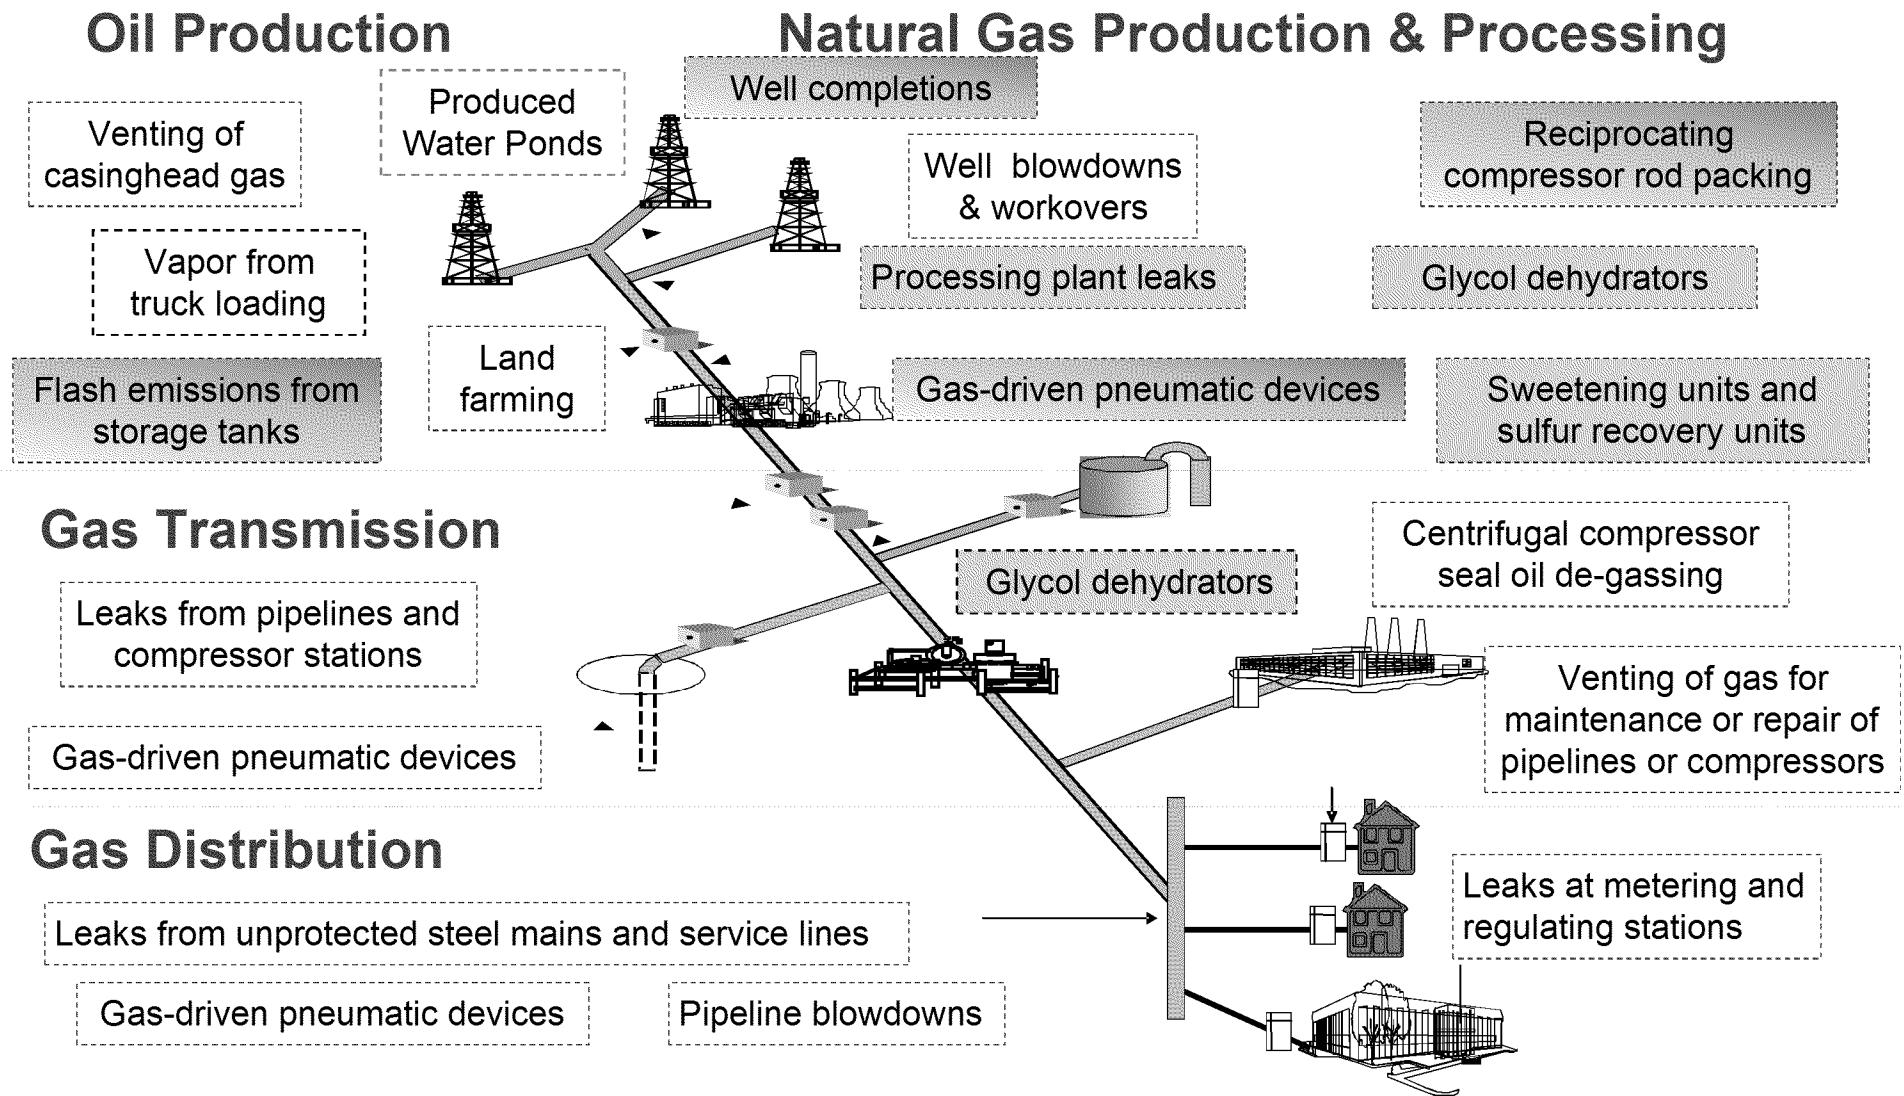 Oil Production
Natural Gas Production & Processing
Venting of
casinghead gas
Produced
Water Ponds
Well completions
Well blowdowns
& workovers
Reciprocating
compressor rod packing
Vapor from
truck loading
Processing plant leaks
Glycol dehydrators
Flash emissions from
storage tanks
Land
farming
Gas-driven pneumatic devices
Sweetening units and
sulfur recovery units
Gas Transmission
Centrifugal compressor
seal oil de-gassing
Glycol dehydrators
Leaks from pipelines and
compressor stations
Venting of gas for
maintenance or repair of
pipelines or compressors
Gas-driven pneumatic devices
Gas Distribution
Leaks at metering and
regulating stations
Leaks from unprotected steel mains and service lines
Gas-driven pneumatic devices
Pipeline blowdowns